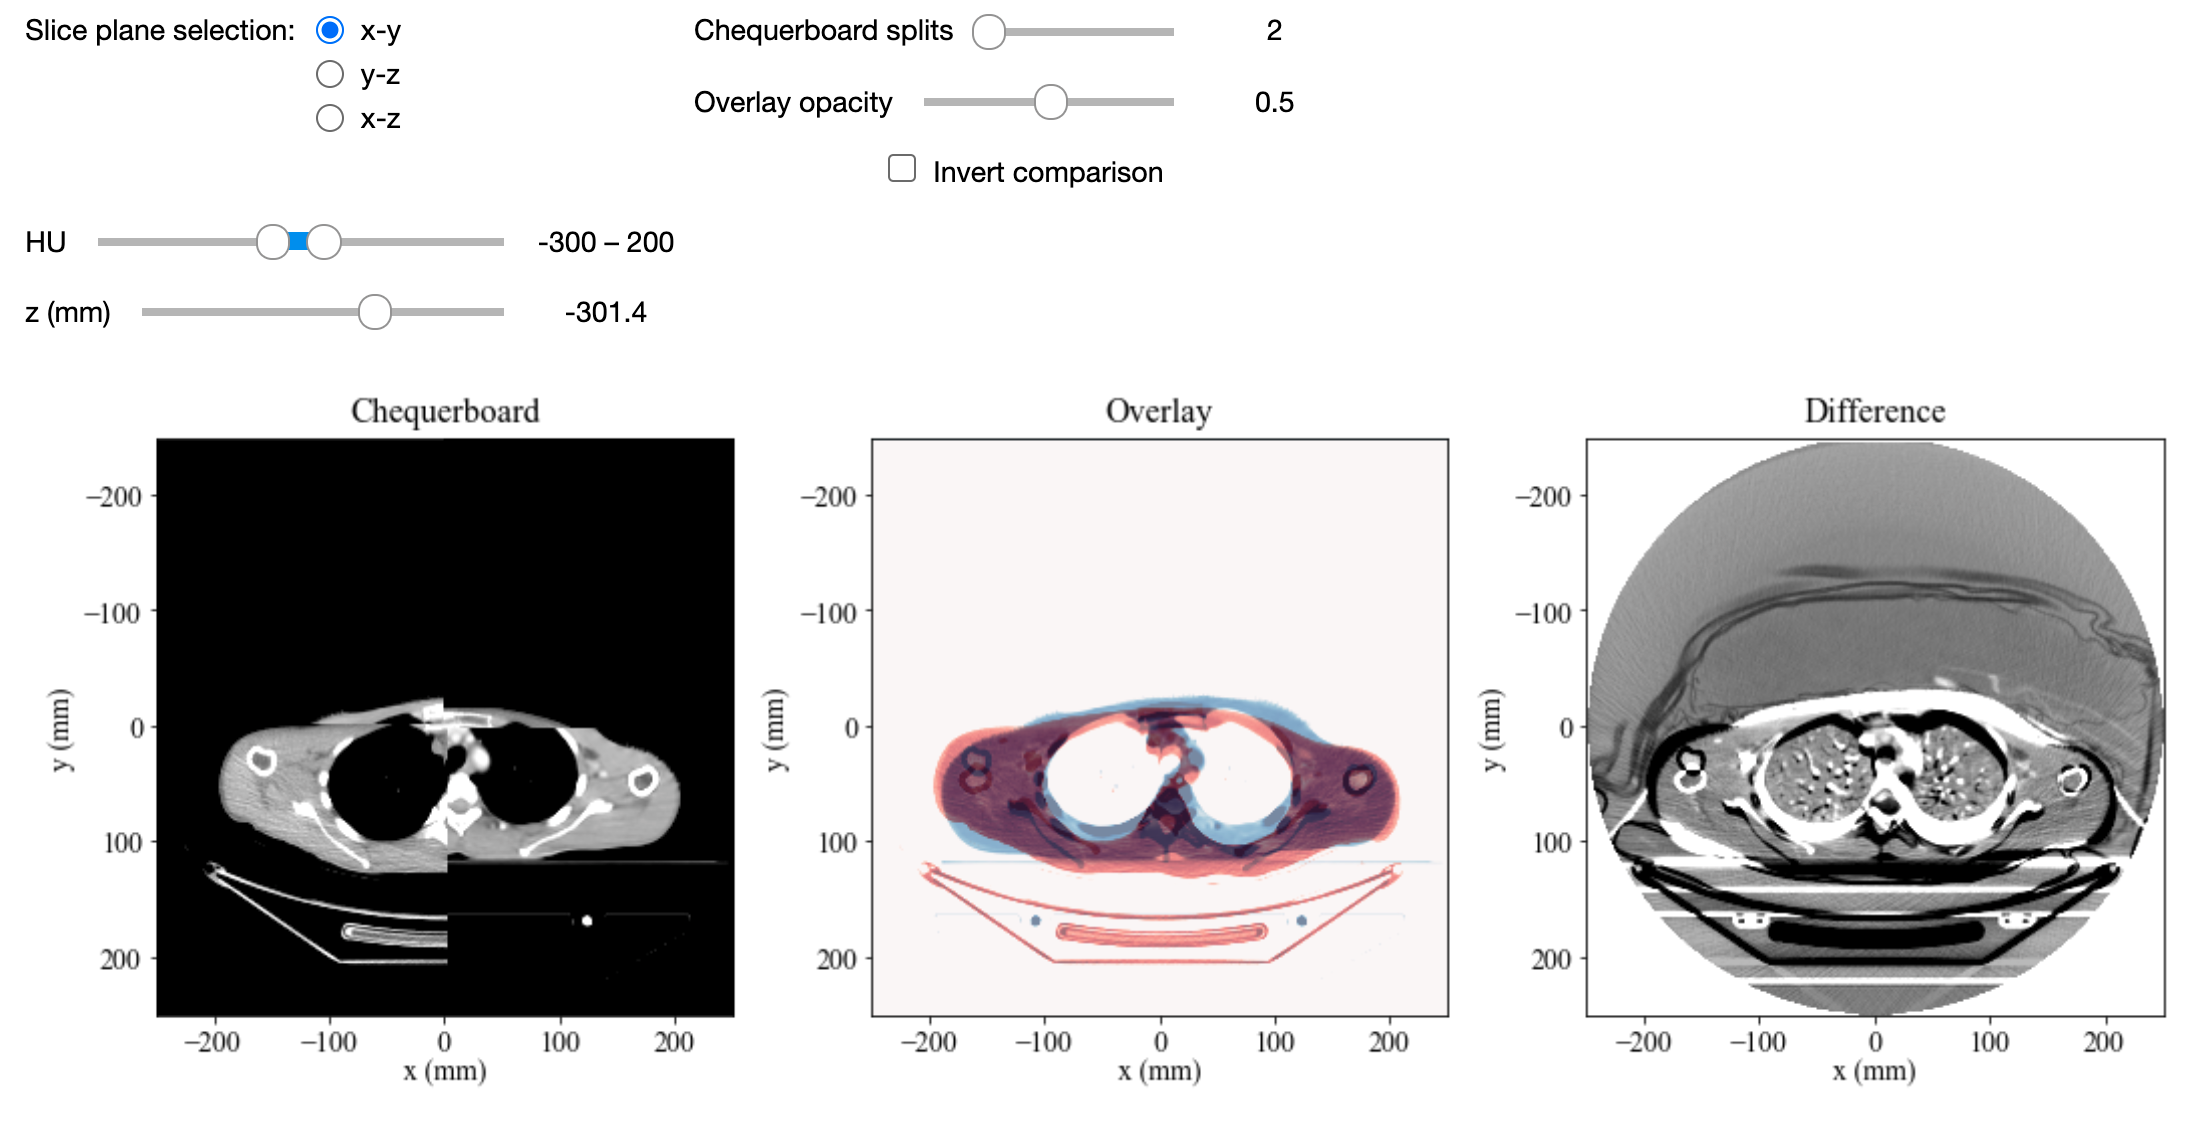 Slice plane selection: x-y
y-z
x-z
Chequerboard splits 2
Overlay opacity 0.5
Invert comparison
HU -300 – 200
z (mm) -301.4
Chequerboard
−200
−100
0
100
200
y (mm)
−200 −100 0 100 200
x (mm)
Overlay
−200
−100
0
100
200
y (mm)
−200 −100 0 100 200
x (mm)
Difference
−200
−100
0
100
200
y (mm)
−200 −100 0 100 200
x (mm)